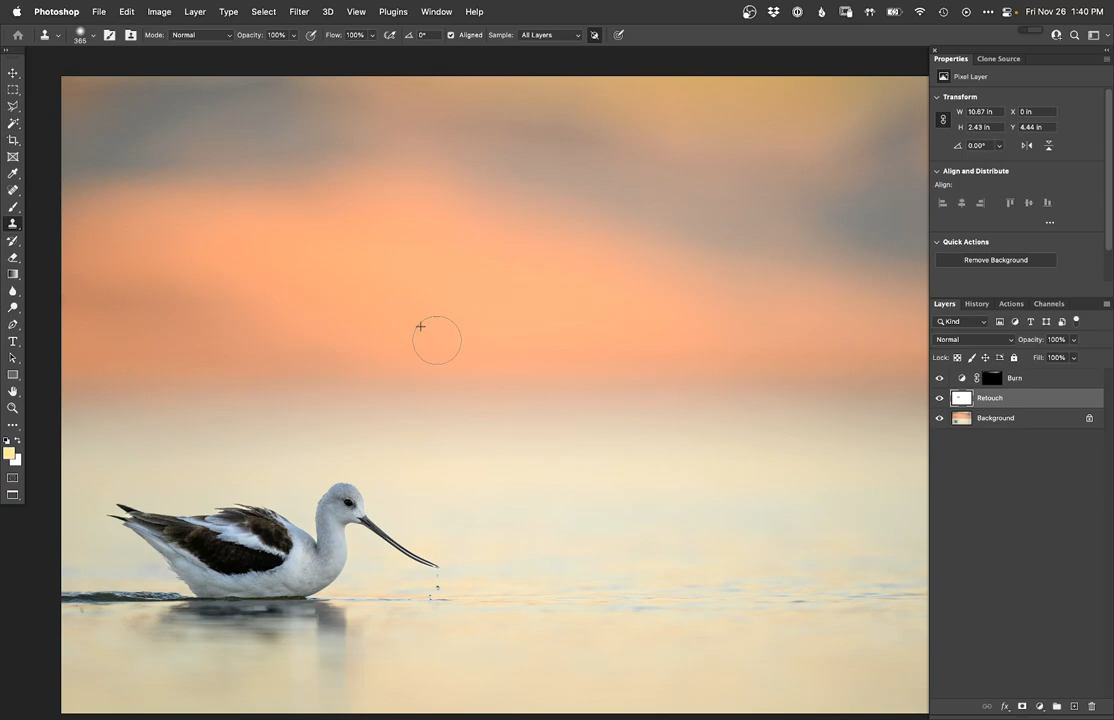 Photoshop File Edit Image Layer Type Select Filter 3D View Plugins Window Help Fri Nov 26 1:40 PM
365 Mode: Normal Opacity: 100% Flow: 100% 0° Aligned Sample: All Layers
Properties Clone Source
Pixel Layer
Transform
W 10.67 in X 0 in
H 2.43 in Y 4.44 in
0.00°
Align and Distribute
Align:
Quick Actions
Remove Background
Layers History Actions Channels
Kind
Normal Opacity: 100%
Lock: Fill: 100%
Burn
Retouch
Background
fx